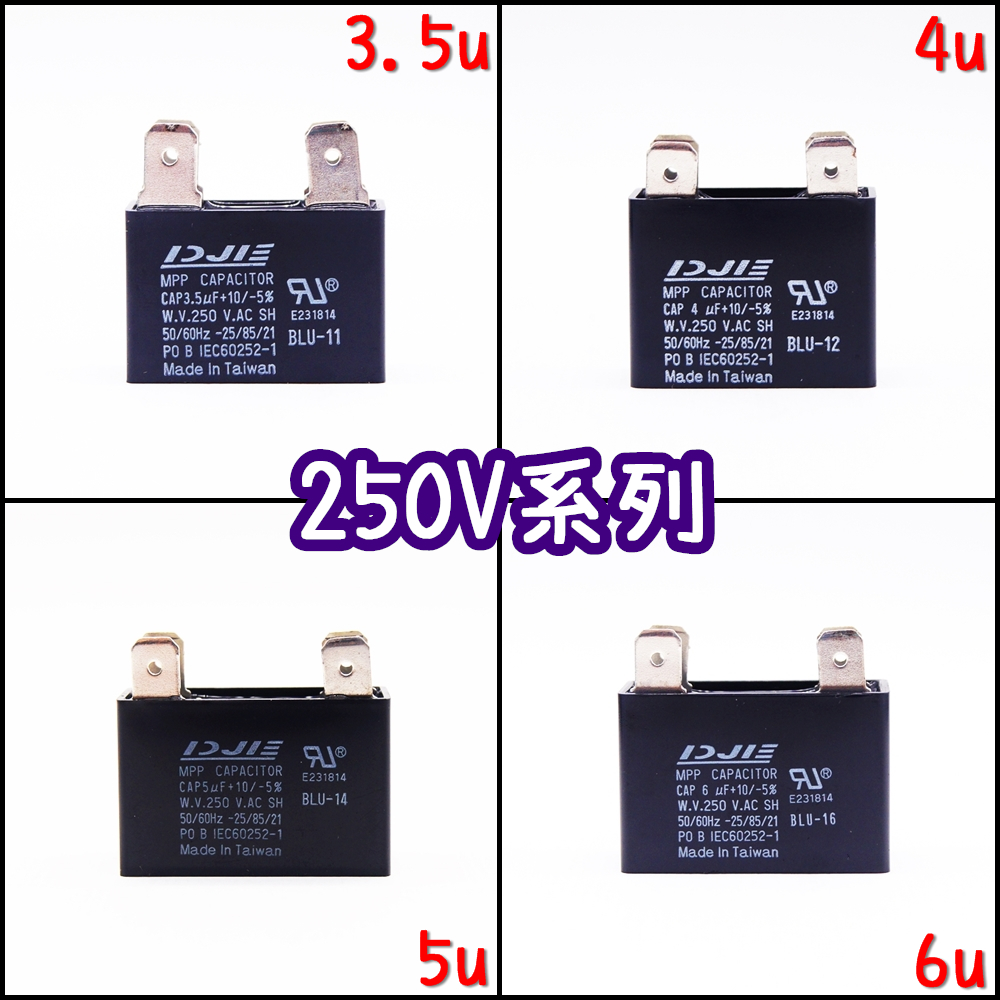 3.5u
DJIE
MPP CAPACITOR
CAP3.5µF+10/-5%
W.V.250 V.AC SH
50/60Hz -25/85/21
PO B IEC60252-1
Made In Taiwan
RU®
E231814
BLU-11
4u
DJIE
MPP CAPACITOR
CAP 4 µF+10/-5%
W.V.250 V.AC SH
50/60Hz -25/85/21
PO B IEC60252-1
Made In Taiwan
RU®
E231814
BLU-12
250V系列
DJIE
MPP CAPACITOR
CAP5µF+10/-5%
W.V.250 V.AC SH
50/60Hz -25/85/21
PO B IEC60252-1
Made In Taiwan
RU®
E231814
BLU-14
5u
DJIE
MPP CAPACITOR
CAP 6 µF+10/-5%
W.V.250 V.AC SH
50/60Hz -25/85/21
PO B IEC60252-1
Made In Taiwan
RU®
E231814
BLU-16
6u